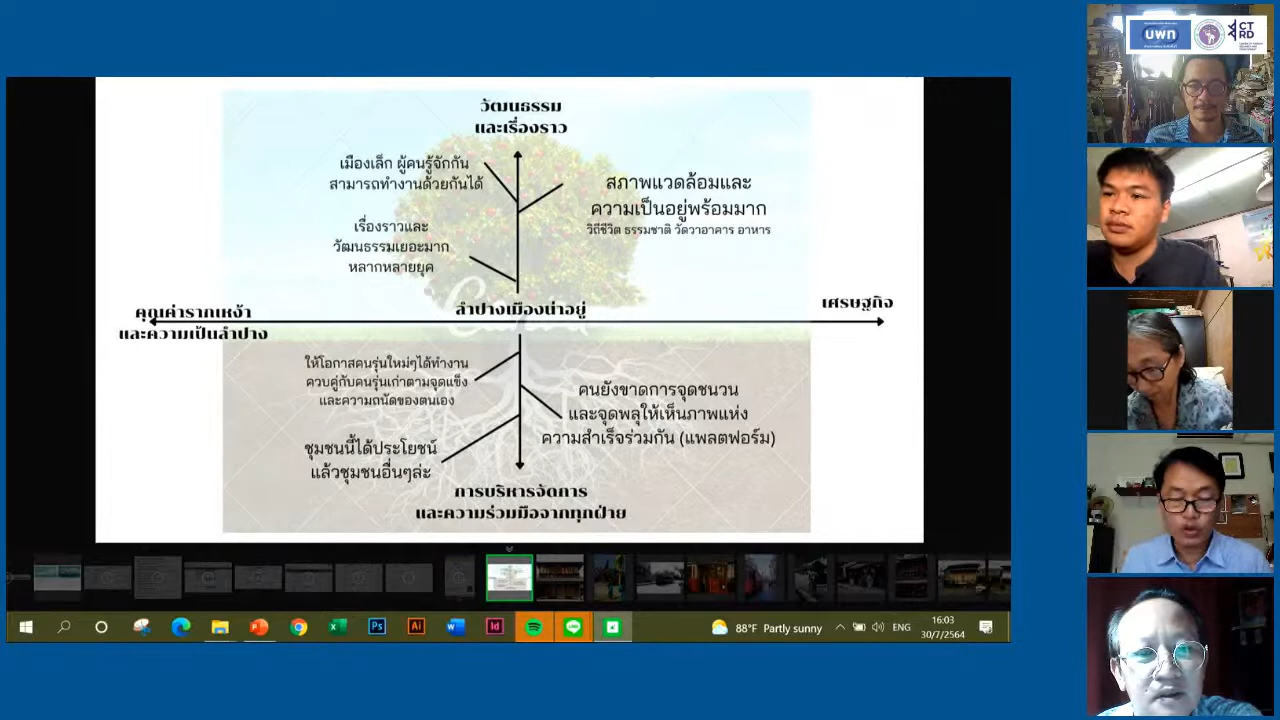 วัฒนธรรม
และเรื่องราว
เมืองเล็ก ผู้คนรู้จักกัน
สามารถทำงานด้วยกันได้
สภาพแวดล้อมและ
ความเป็นอยู่พร้อมมาก
วิถีชีวิต ธรรมชาติ วัดวาอาคาร อาหาร
เรื่องราวและ
วัฒนธรรมเยอะมาก
หลากหลายยุค
คุณค่ารากเหง้า
และความเป็นลำปาง
ลำปางเมืองน่าอยู่
เศรษฐกิจ
ให้โอกาสคนรุ่นใหม่ๆได้ทำงาน
ควบคู่กับคนรุ่นเก่าตามจุดแข็ง
และความถนัดของตนเอง
คนยังขาดการจุดชนวน
และจุดพลุให้เห็นภาพแห่ง
ความสำเร็จร่วมกัน (แพลตฟอร์ม)
ชุมชนนี้ได้ประโยชน์
แล้วชุมชนอื่นๆล่ะ
การบริหารจัดการ
และความร่วมมือจากทุกฝ่าย
88°F Partly sunny
ENG
16:03
30/7/2564
บพท
CT
RD
Ps
Ai
Id